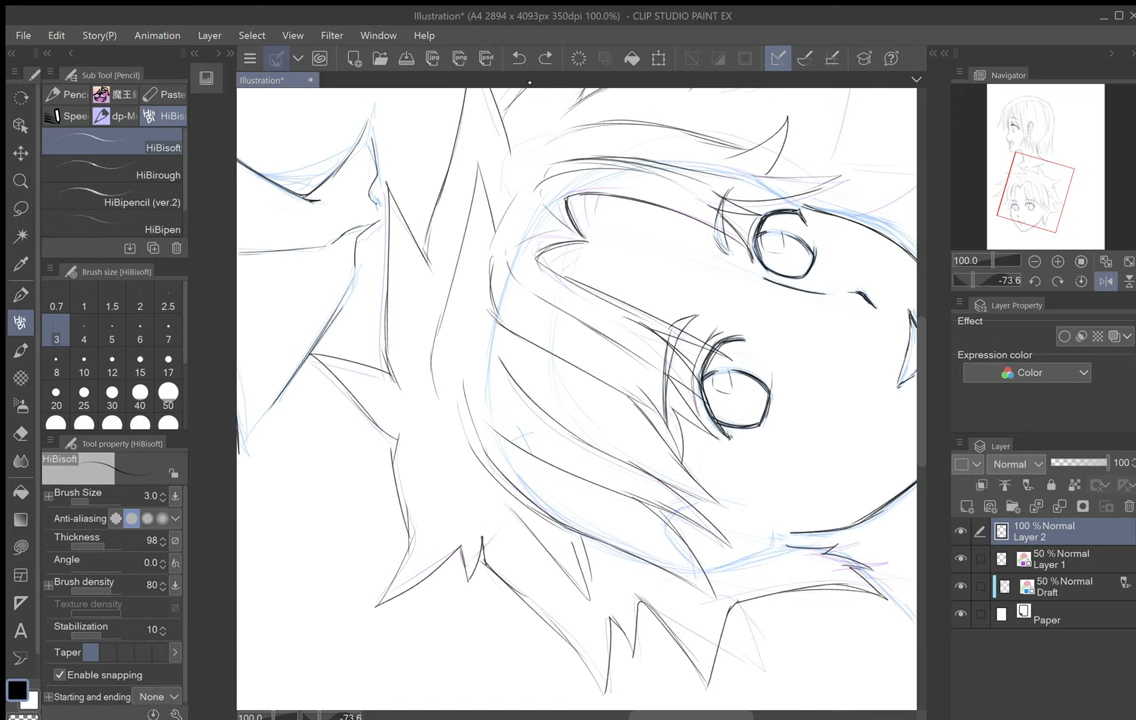 Illustration* (A4 2894 x 4093px 350dpi 100.0%) - CLIP STUDIO PAINT EX
File Edit Story(P) Animation Layer Select View Filter Window Help
Sub Tool [Pencil]
Illustration*
Navigator
Penc 魔王 Paste
Spee dp-M HiBis
HiBisoft
HiBirough
HiBipencil (ver.2)
HiBipen
Brush size [HiBisoft]
0.7 1 1.5 2 2.5
3 4 5 6 7
8 10 12 15 17
20 25 30 40 50
Tool property [HiBisoft]
HiBisoft
Brush Size 3.0
Anti-aliasing
Thickness 98
Angle 0.0
Brush density 80
Texture density
Stabilization 10
Taper
Enable snapping
Starting and ending None
100.0 -73.6
100.0
-73.6
Layer Property
Effect
Expression color
Color
Layer
Normal 100
100 % Normal
Layer 2
50 % Normal
Layer 1
50 % Normal
Draft
Paper